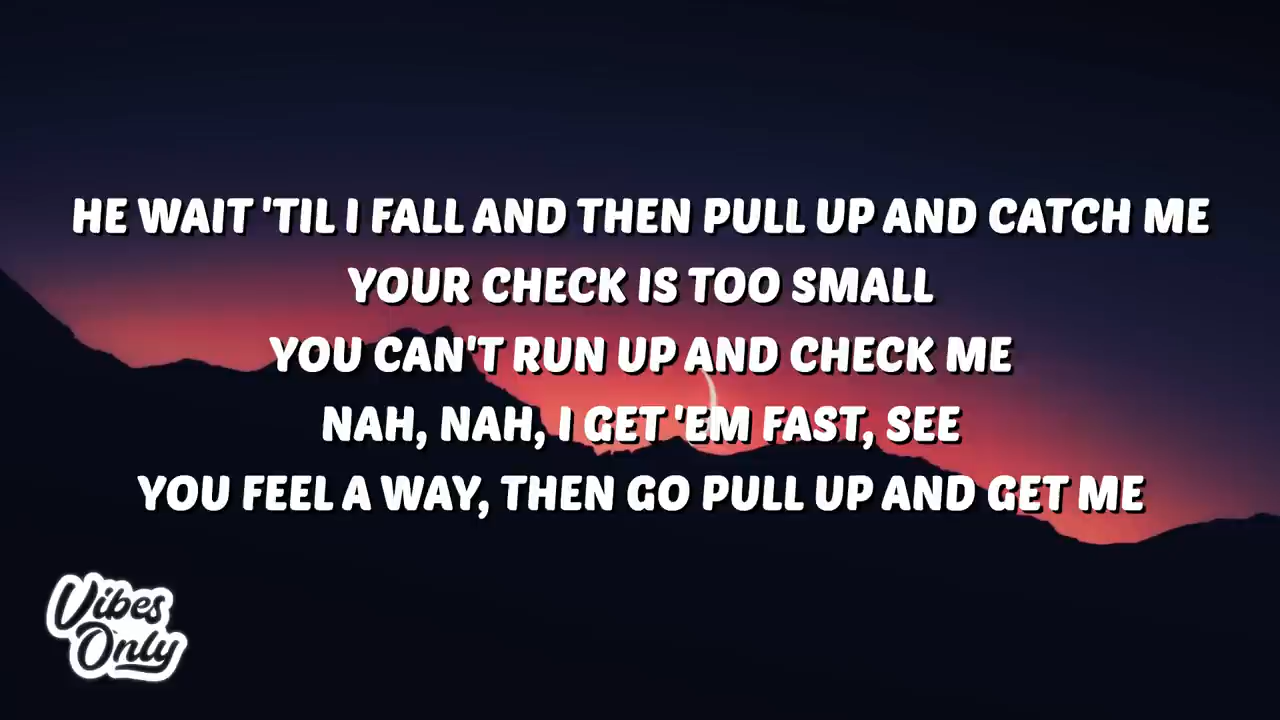 HE WAIT 'TIL I FALL AND THEN PULL UP AND CATCH ME
YOUR CHECK IS TOO SMALL
YOU CAN'T RUN UP AND CHECK ME
NAH, NAH, I GET 'EM FAST, SEE
YOU FEEL A WAY, THEN GO PULL UP AND GET ME
Vibes
Only